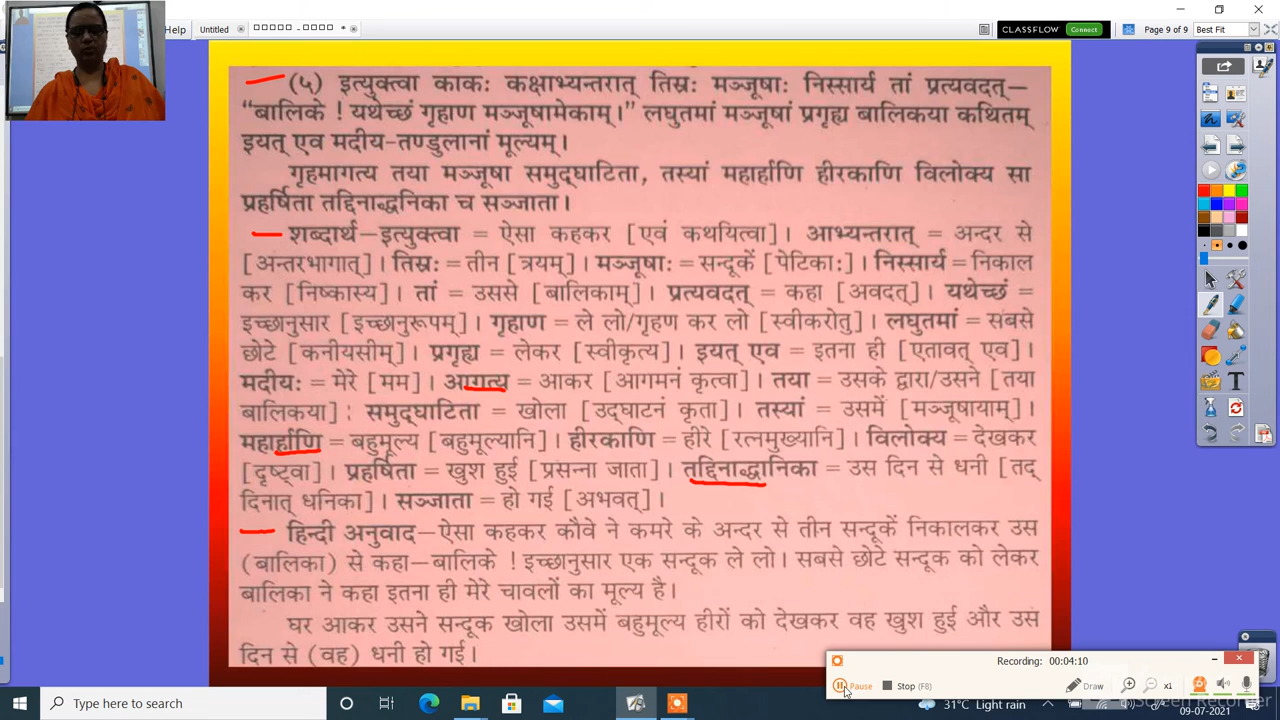 Help
Untitled
CLASSFLOW
Connect
Page 9 of 9
Best Fit
(५) इत्युक्त्वा काकः कक्षाभ्यन्तरात् तिस्रः मञ्जूषाः निस्सार्य तां प्रत्यवदत्–
“बालिके ! यथेच्छं गृहाण मञ्जूषामेकाम्।” लघुतमां मञ्जूषां प्रगृह्य बालिकया कथितम्
इयत् एव मदीय-तण्डुलानां मूल्यम्।
गृहमागत्य तया मञ्जूषा समुद्घाटिता, तस्यां महार्हाणि हीरकाणि विलोक्य सा
प्रहर्षिता तद्दिनाद्धनिका च सञ्जाता।
शब्दार्थ–इत्युक्त्वा = ऐसा कहकर [एवं कथयित्वा]। आभ्यन्तरात् = अन्दर से
[अन्तरभागात्]। तिस्रः = तीन [त्रयम्]। मञ्जूषाः = सन्दूकें [पेटिकाः]। निस्सार्य = निकाल
कर [निष्कास्य]। तां = उससे [बालिकाम्]। प्रत्यवदत् = कहा [अवदत्]। यथेच्छं =
इच्छानुसार [इच्छानुरूपम्]। गृहाण = ले लो/गृहण कर लो [स्वीकरोतु]। लघुतमां = सबसे
छोटे [कनीयसीम्]। प्रगृह्य = लेकर [स्वीकृत्य]। इयत् एव = इतना ही [एतावत् एव]।
मदीयः = मेरे [मम]। आगत्य = आकर [आगमनं कृत्वा]। तया = उसके द्वारा/उसने [तया
बालिकया]: समुद्घाटिता = खोला [उद्घाटनं कृता]। तस्यां = उसमें [मञ्जूषायाम्]।
महार्हाणि = बहुमूल्य [बहुमूल्यानि]। हीरकाणि = हीरे [रत्नमुख्यानि]। विलोक्य = देखकर
[दृष्ट्वा]। प्रहर्षिता = खुश हुई [प्रसन्ना जाता]। तद्दिनाद्धानिका = उस दिन से धनी [तद्
दिनात् धनिका]। सञ्जाता = हो गई [अभवत्]।
हिन्दी अनुवाद–ऐसा कहकर कौवे ने कमरे के अन्दर से तीन सन्दूकें निकालकर उस
(बालिका) से कहा–बालिके ! इच्छानुसार एक सन्दूक ले लो। सबसे छोटे सन्दूक को लेकर
बालिका ने कहा इतना ही मेरे चावलों का मूल्य है।
घर आकर उसने सन्दूक खोला उसमें बहुमूल्य हीरों को देखकर वह खुश हुई और उस
दिन से (वह) धनी हो गई।
Recording: 00:04:10
Pause
Stop (F8)
Draw
x1
Screen Recorder
Type here to search
31°C Light rain
09-07-2021